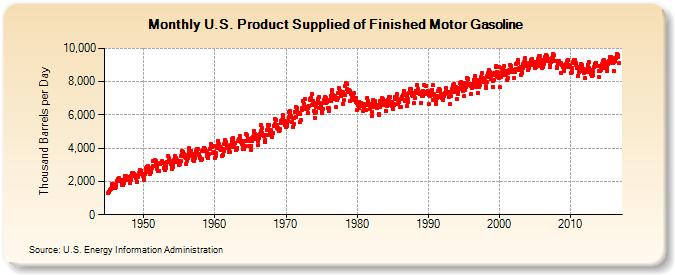 Monthly U.S. Product Supplied of Finished Motor Gasoline
Thousand Barrels per Day
10,000
8,000
6,000
4,000
2,000
0
1950 1960 1970 1980 1990 2000 2010
Source: U.S. Energy Information Administration